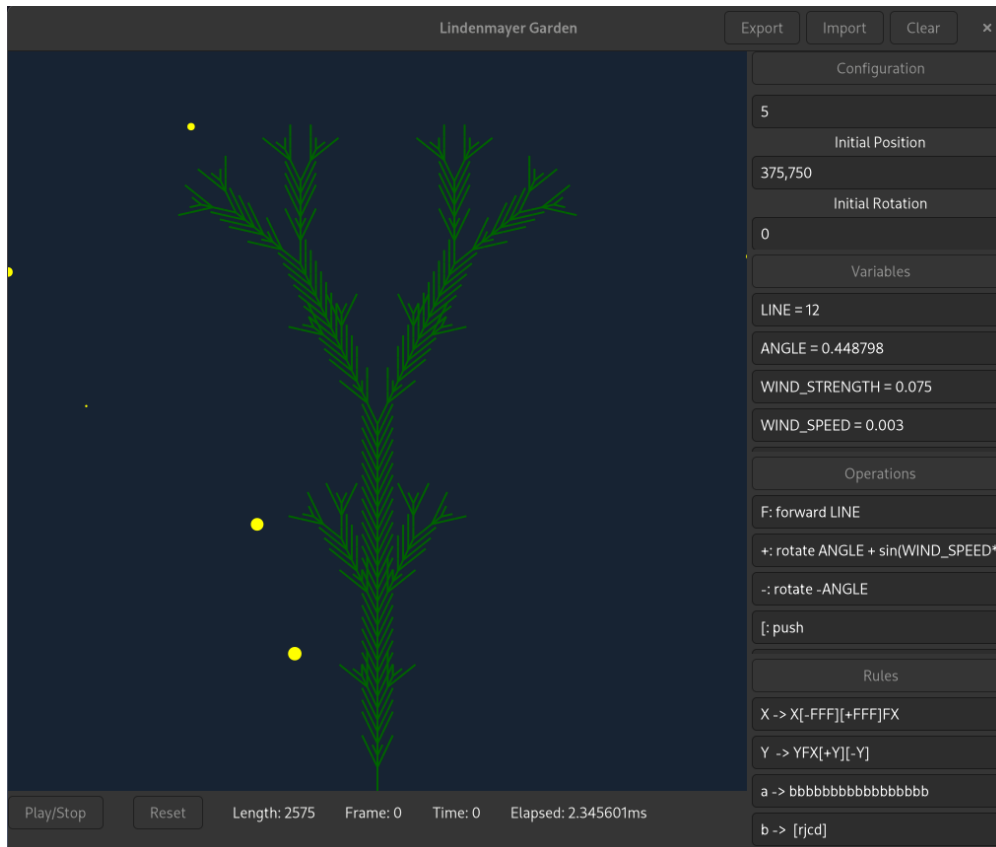 Lindenmayer Garden
Export
Import
Clear
×
Configuration
5
Initial Position
375,750
Initial Rotation
0
Variables
LINE = 12
ANGLE = 0.448798
WIND_STRENGTH = 0.075
WIND_SPEED = 0.003
Operations
F: forward LINE
+: rotate ANGLE + sin(WIND_SPEED*
-: rotate -ANGLE
[: push
Rules
X -> X[-FFF][+FFF]FX
Y -> YFX[+Y][-Y]
a -> bbbbbbbbbbbbbbbbb
b -> [rjcd]
Play/Stop
Reset
Length: 2575
Frame: 0
Time: 0
Elapsed: 2.345601ms